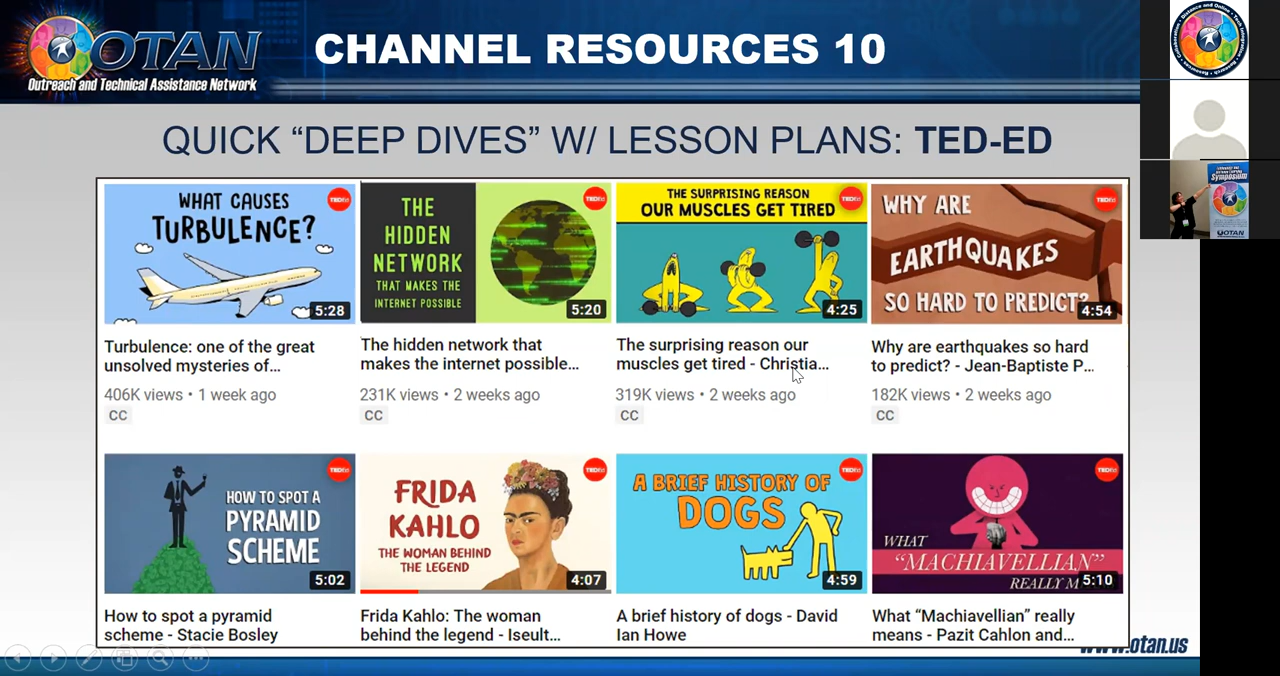 OTAN
Outreach and Technical Assistance Network
CHANNEL RESOURCES 10
QUICK “DEEP DIVES” W/ LESSON PLANS: TED-ED
WHAT CAUSES
TURBULENCE?
5:28
Turbulence: one of the great
unsolved mysteries of...
406K views • 1 week ago
CC
THE
HIDDEN
NETWORK
THAT MAKES THE
INTERNET POSSIBLE
5:20
The hidden network that
makes the internet possible...
231K views • 2 weeks ago
CC
THE SURPRISING REASON
OUR MUSCLES GET TIRED
4:25
The surprising reason our
muscles get tired - Christia...
319K views • 2 weeks ago
CC
WHY ARE
EARTHQUAKES
SO HARD TO PREDICT?
4:54
Why are earthquakes so hard
to predict? - Jean-Baptiste P...
182K views • 2 weeks ago
CC
HOW TO SPOT A
PYRAMID
SCHEME
5:02
How to spot a pyramid
scheme - Stacie Bosley
FRIDA
KAHLO
THE WOMAN BEHIND
THE LEGEND
4:07
Frida Kahlo: The woman
behind the legend - Iseult...
A BRIEF HISTORY OF
DOGS
4:59
A brief history of dogs - David
Ian Howe
WHAT
“MACHIAVELLIAN”
REALLY
5:10
What “Machiavellian” really
means - Pazit Cahlon and...
www.otan.us
Symposium
OTAN